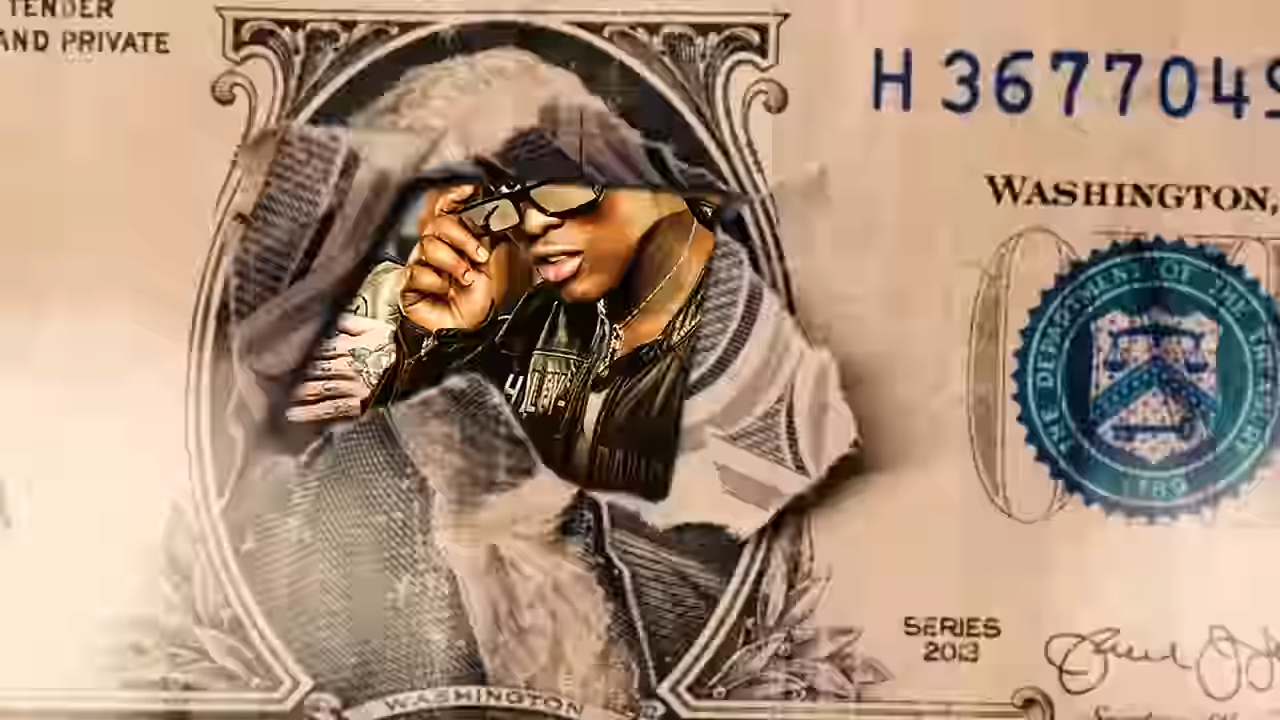 TENDER
AND PRIVATE
H 3677049
WASHINGTON,
THE DEPARTMENT OF THE TREASURY
1789
SERIES
2013
WASHINGTON